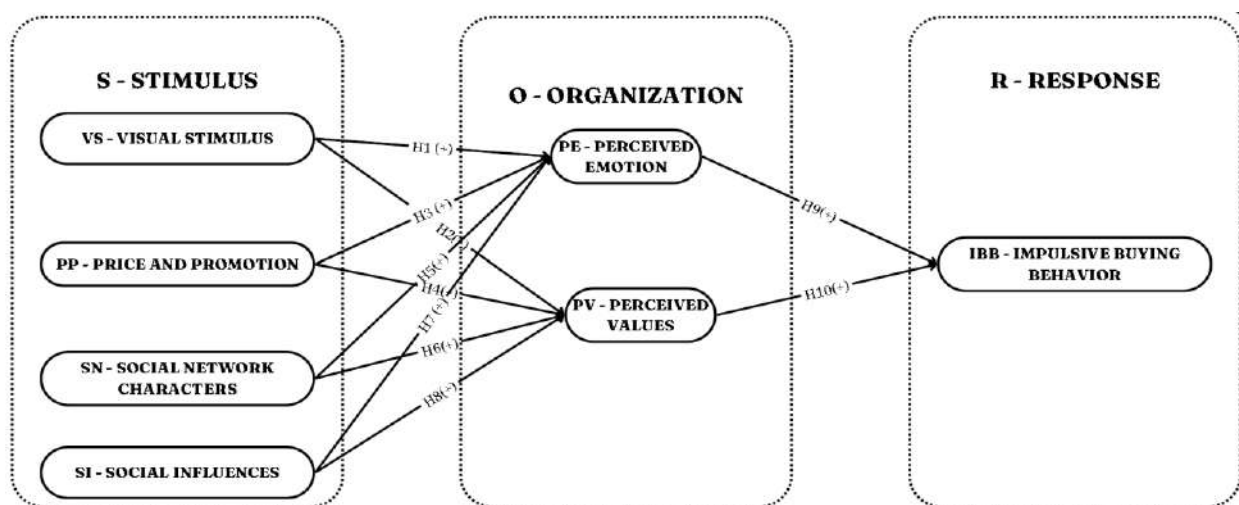 S - STIMULUS
VS - VISUAL STIMULUS
PP - PRICE AND PROMOTION
SN - SOCIAL NETWORK
CHARACTERS
SI - SOCIAL INFLUENCES
H1 (+)
H3 (+)
H2(+)
H5(+)
H4(+)
H7(+)
H6(+)
H8(+)
O - ORGANIZATION
PE - PERCEIVED
EMOTION
PV - PERCEIVED
VALUES
H9(+)
H10(+)
R - RESPONSE
IBB - IMPULSIVE BUYING
BEHAVIOR